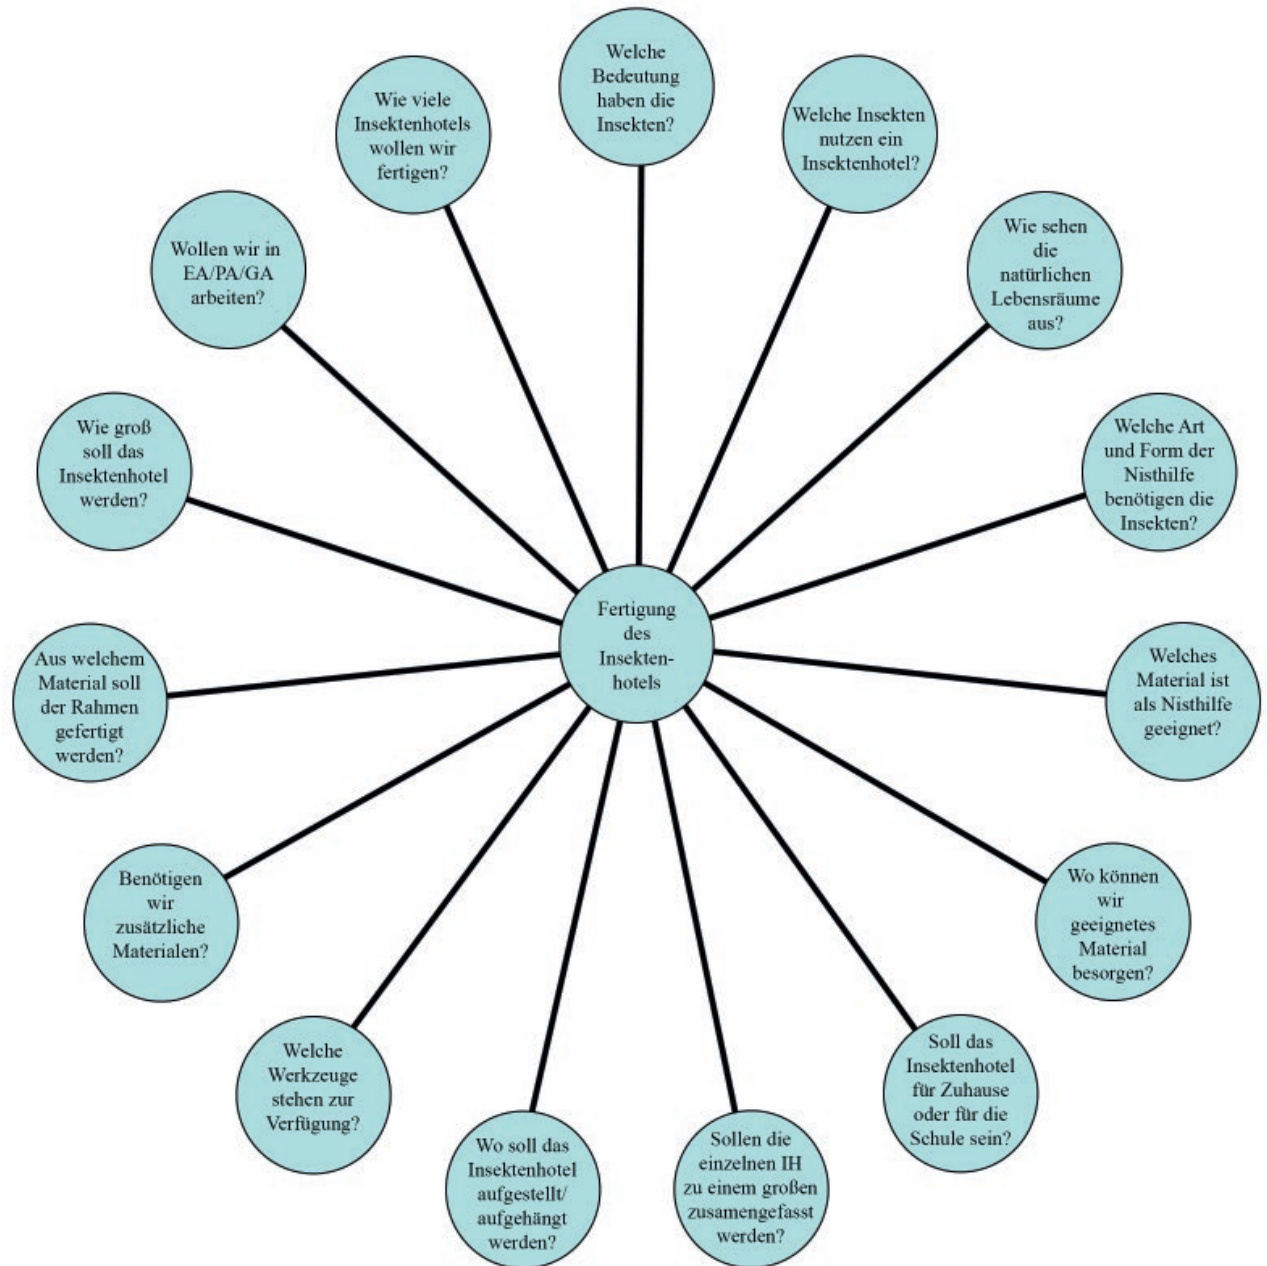 Welche
Bedeutung
haben die
Insekten?
Welche Insekten
nutzen ein
Insektenhotel?
Wie sehen
die
natürlichen
Lebensräume
aus?
Welche Art
und Form der
Nisthilfe
benötigen die
Insekten?
Welches
Material ist
als Nisthilfe
geeignet?
Wo können
wir
geeignetes
Material
besorgen?
Soll das
Insektenhotel
für Zuhause
oder für die
Schule sein?
Sollen die
einzelnen IH
zu einem großen
zusamengefasst
werden?
Wo soll das
Insektenhotel
aufgestellt/
aufgehängt
werden?
Welche
Werkzeuge
stehen zur
Verfügung?
Benötigen
wir
zusätzliche
Materialen?
Aus welchem
Material soll
der Rahmen
gefertigt
werden?
Wie groß
soll das
Insektenhotel
werden?
Wollen wir in
EA/PA/GA
arbeiten?
Wie viele
Insektenhotels
wollen wir
fertigen?
Fertigung
des
Insekten-
hotels